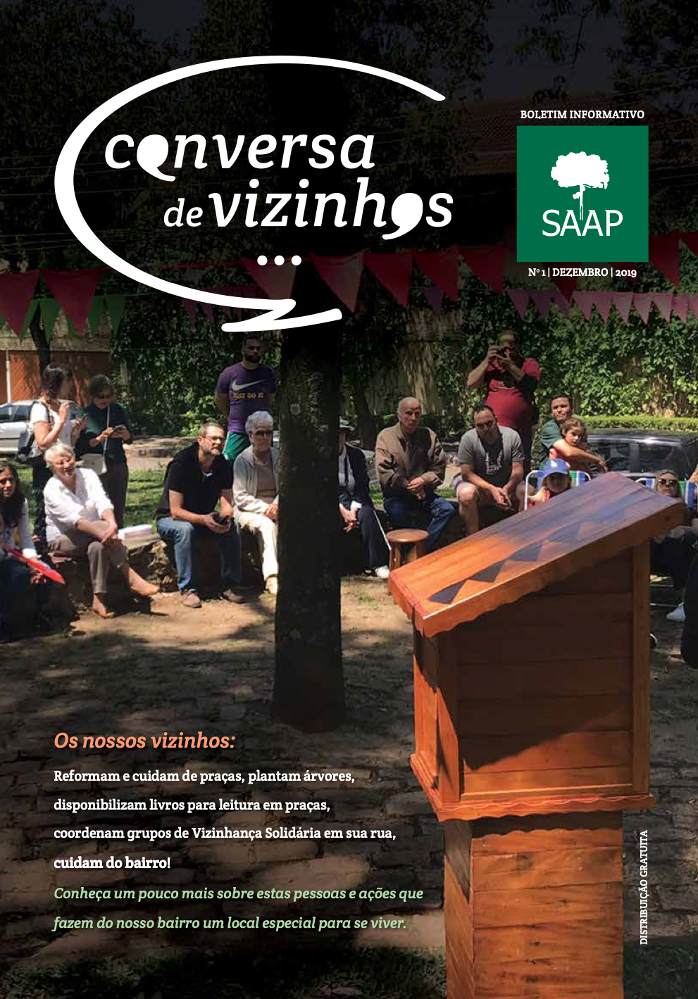 conversa
de vizinhos
...
BOLETIM INFORMATIVO
SAAP
Nº 1 | DEZEMBRO | 2019
JUST DO IT
Os nossos vizinhos:
Reformam e cuidam de praças, plantam árvores,
disponibilizam livros para leitura em praças,
coordenam grupos de Vizinhança Solidária em sua rua,
cuidam do bairro!
Conheça um pouco mais sobre estas pessoas e ações que
fazem do nosso bairro um local especial para se viver.
DISTRIBUIÇÃO GRATUITA